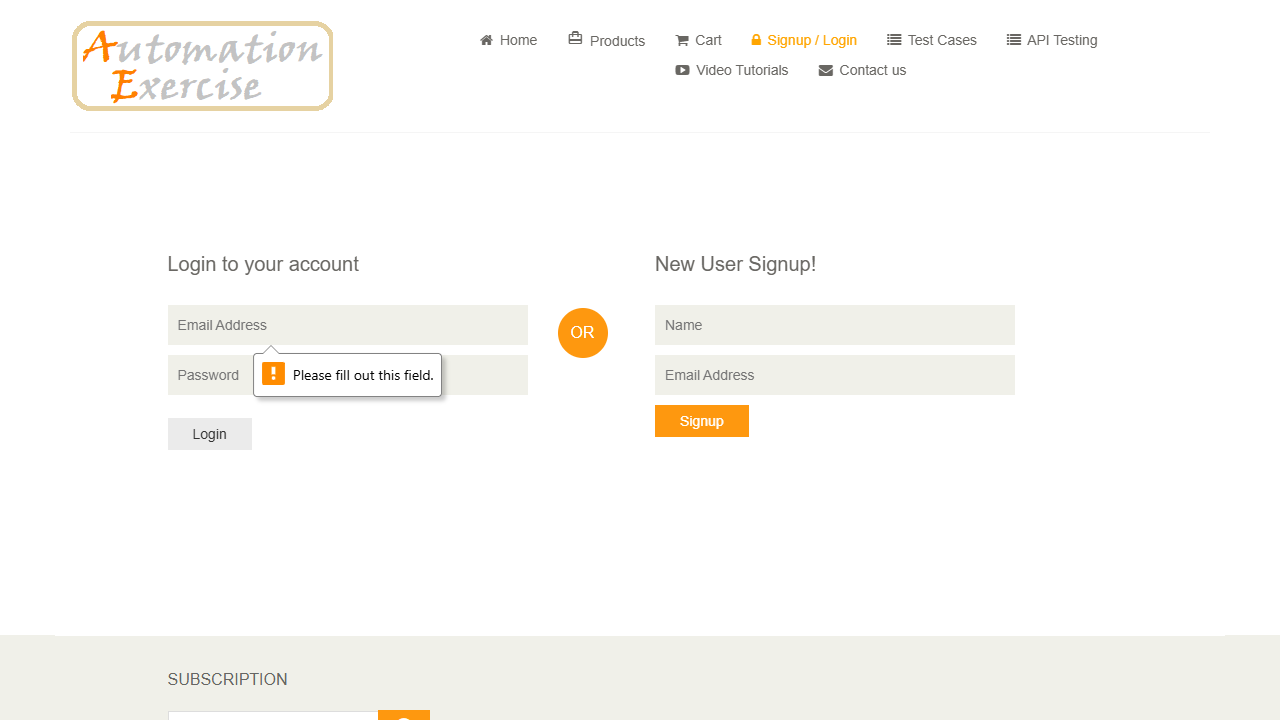 Automation
Exercise
Home
Products
Cart
Signup / Login
Test Cases
API Testing
Video Tutorials
Contact us
Login to your account
Email Address
Password
Please fill out this field.
Login
OR
New User Signup!
Name
Email Address
Signup
SUBSCRIPTION